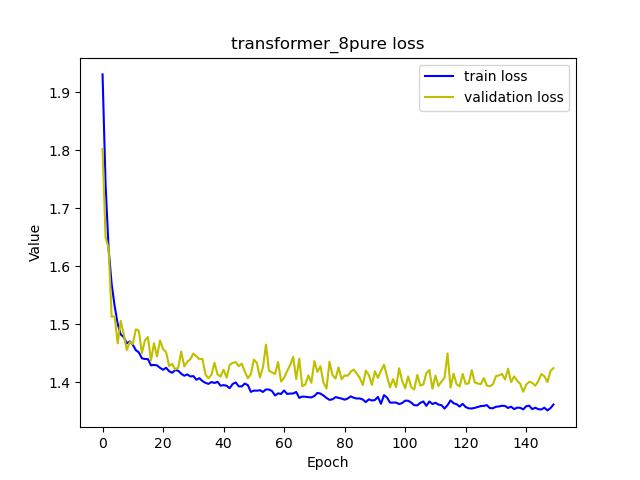 transformer_8pure loss
train loss
validation loss
Value
1.9
1.8
1.7
1.6
1.5
1.4
0 20 40 60 80 100 120 140
Epoch